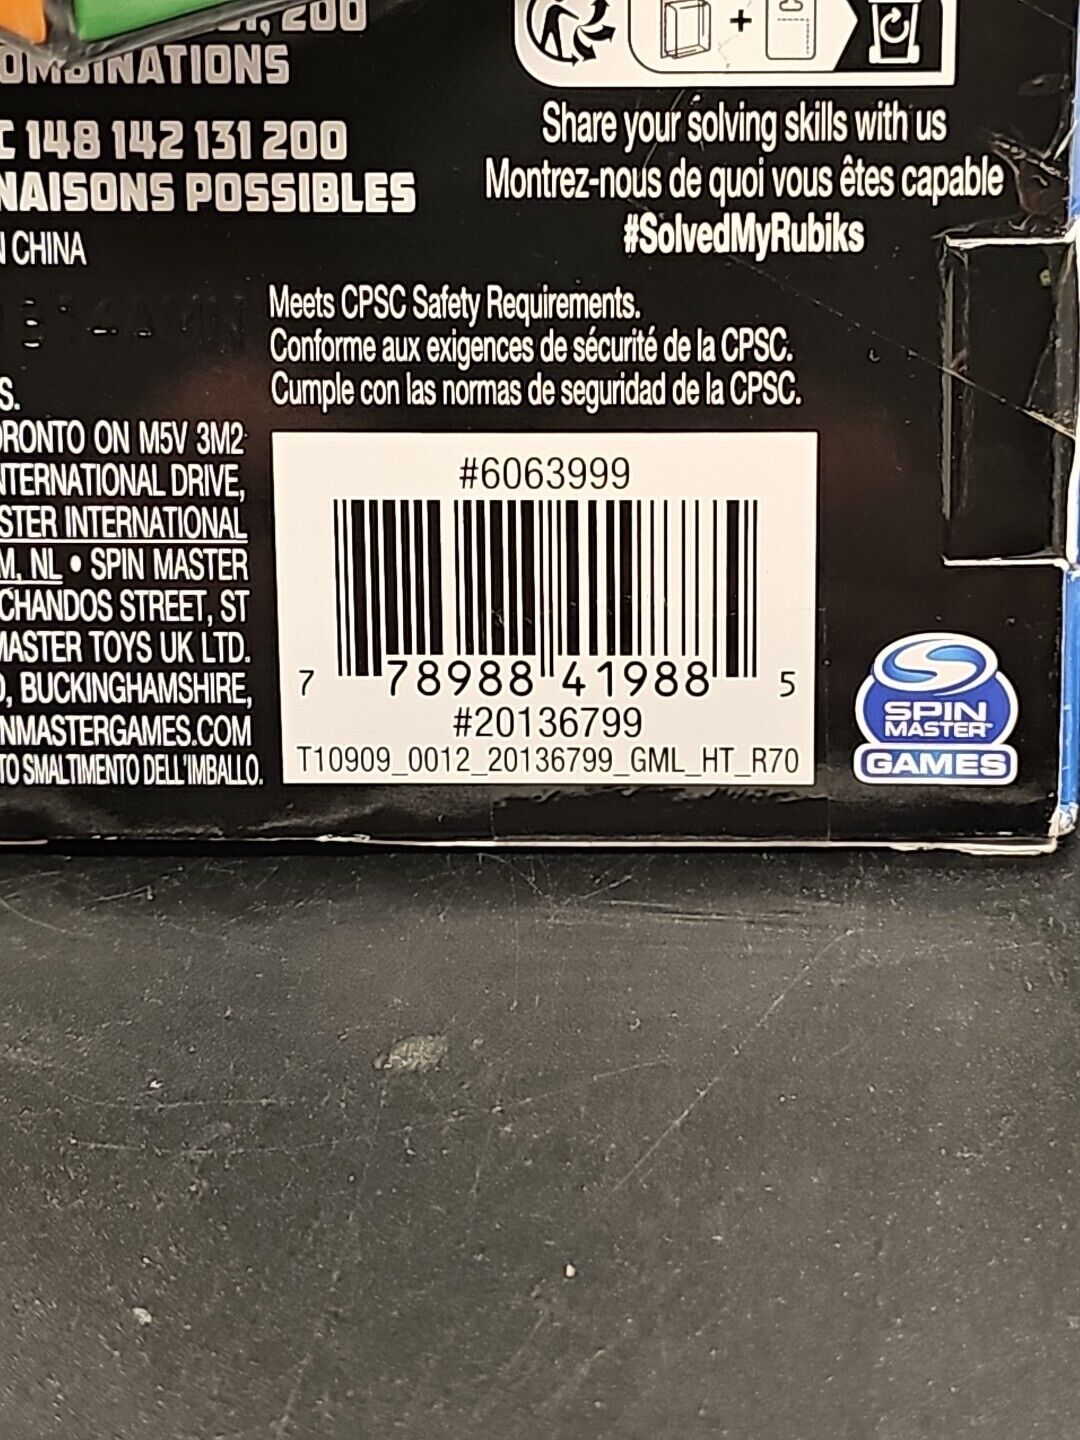 200
OMBINATIONS
148 142 131 200
NAISONS POSSIBLES
CHINA
Share your solving skills with us
Montrez-nous de quoi vous êtes capable
#SolvedMyRubiks
Meets CPSC Safety Requirements.
Conforme aux exigences de sécurité de la CPSC.
Cumple con las normas de seguridad de la CPSC.
S.
RONTO ON M5V 3M2
NTERNATIONAL DRIVE,
STER INTERNATIONAL
M, NL • SPIN MASTER
CHANDOS STREET, ST
MASTER TOYS UK LTD.
, BUCKINGHAMSHIRE,
NMASTERGAMES.COM
TO SMALTIMENTO DELL'IMBALLO.
#6063999
7 78988 41988 5
#20136799
T10909_0012_20136799_GML_HT_R70
SPIN
MASTER
GAMES